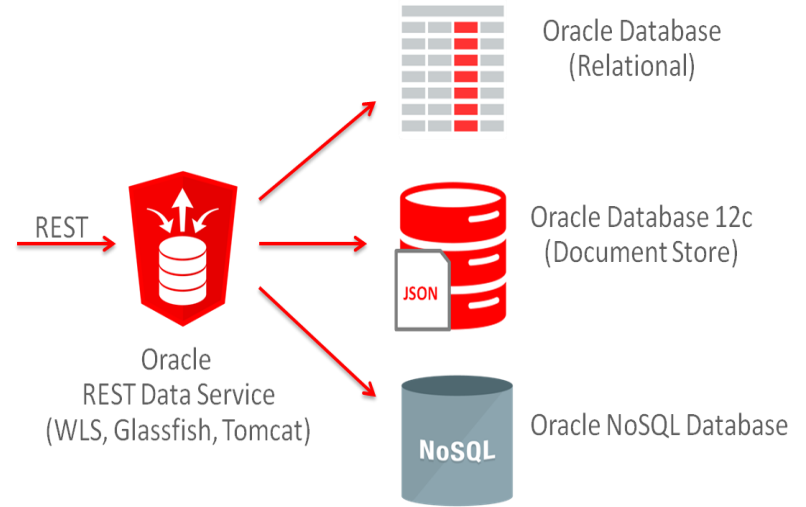 REST
Oracle
REST Data Service
(WLS, Glassfish, Tomcat)
Oracle Database
(Relational)
JSON
Oracle Database 12c
(Document Store)
NoSQL
Oracle NoSQL Database